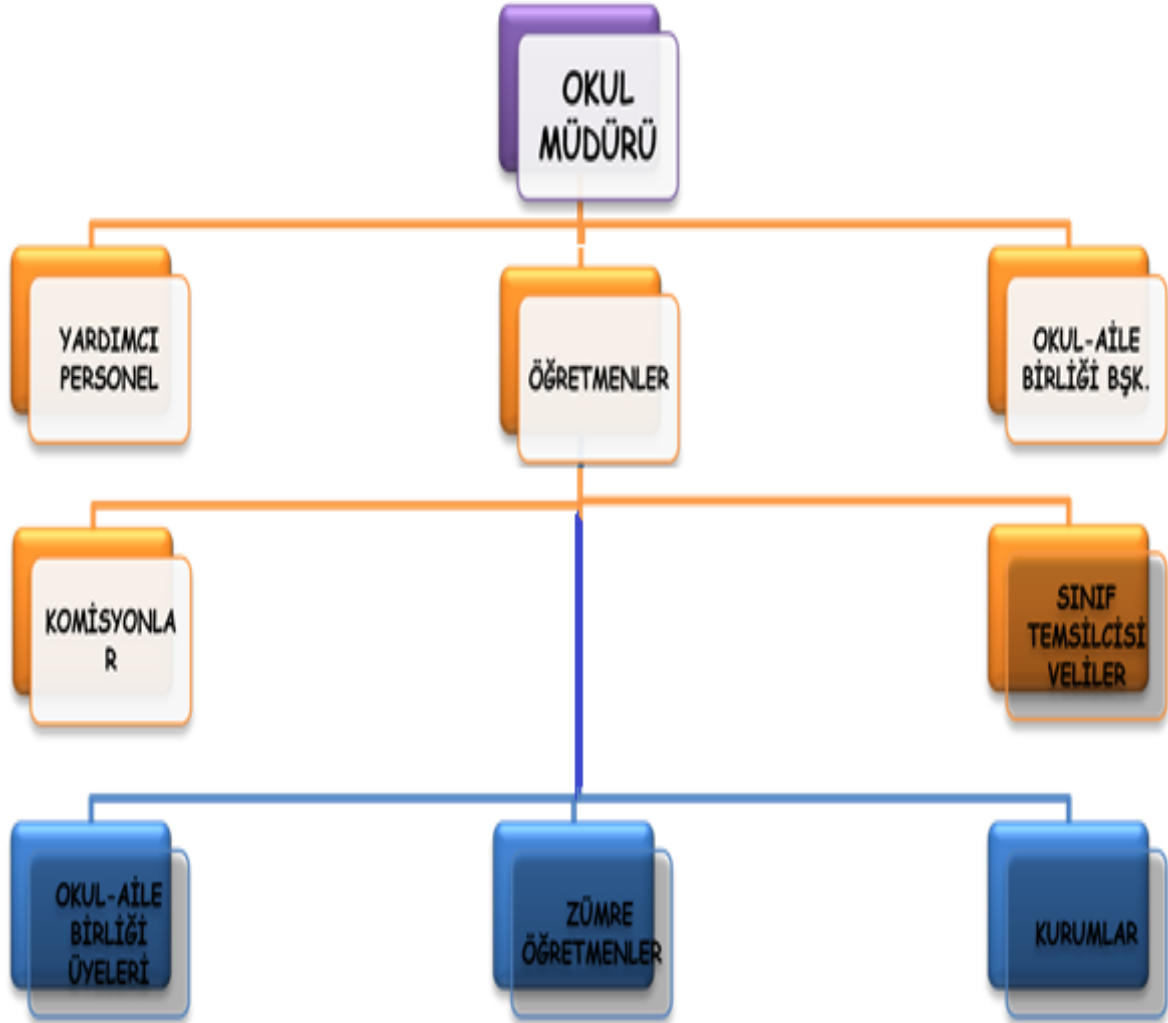 OKUL
MÜDÜRÜ
YARDIMCI
PERSONEL
ÖĞRETMENLER
OKUL-AİLE
BİRLİĞİ BŞK.
KOMİSYONLA
R
SINIF
TEMSİLCİSİ
VELİLER
OKUL-AİLE
BİRLİĞİ
ÜYELERİ
ZÜMRE
ÖĞRETMENLER
KURUMLAR